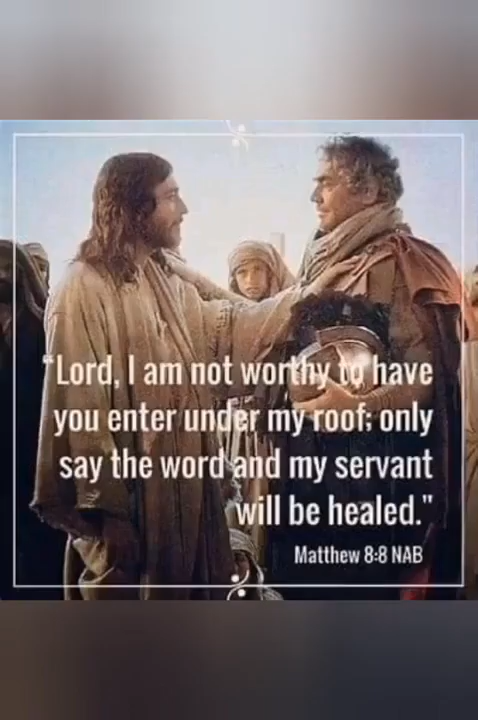 "Lord, I am not worthy to have
you enter under my roof; only
say the word and my servant
will be healed."
Matthew 8:8 NAB